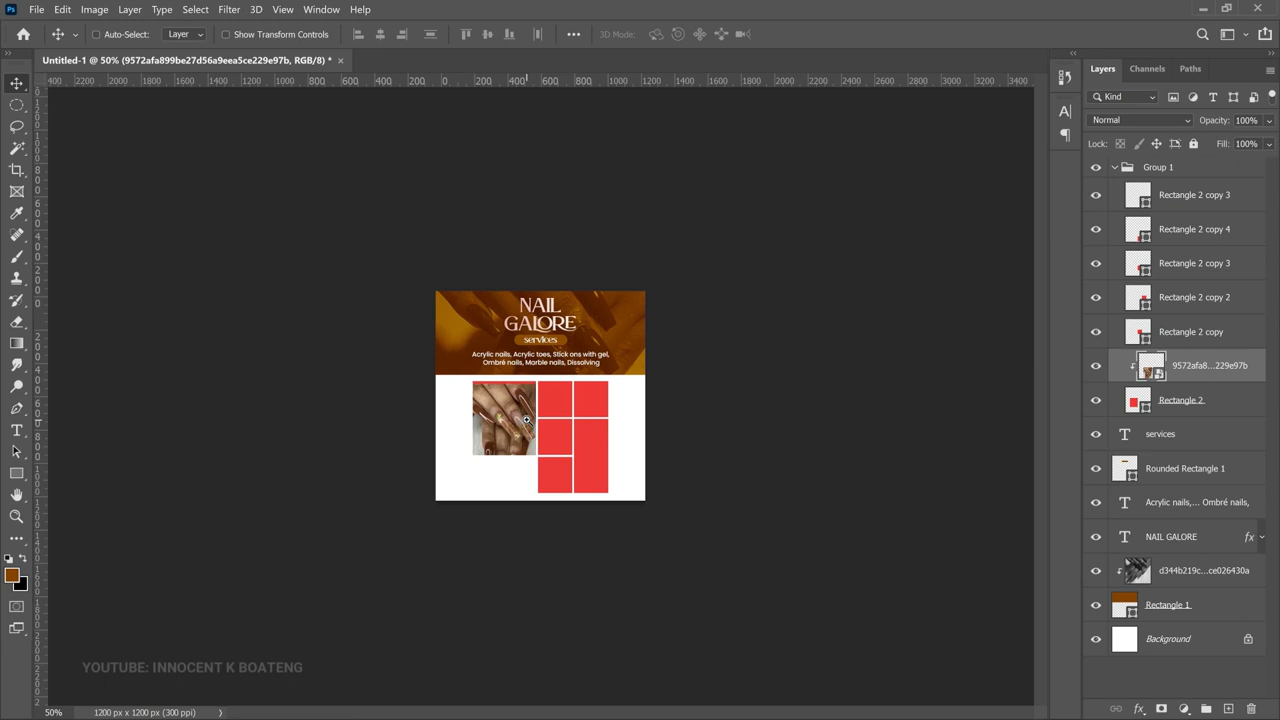 Ps File Edit Image Layer Type Select Filter 3D View Window Help
Auto-Select: Layer Show Transform Controls 3D Mode:
Untitled-1 @ 50% (9572afa899be27d56a9eea5ce229e97b, RGB/8) *
Layers Channels Paths
Kind
Normal Opacity: 100%
Lock: Fill: 100%
Group 1
Rectangle 2 copy 3
Rectangle 2 copy 4
Rectangle 2 copy 3
Rectangle 2 copy 2
Rectangle 2 copy
9572afa8...229e97b
Rectangle 2
services
Rounded Rectangle 1
Acrylic nails,... Ombré nails,
NAIL GALORE fx
d344b219c...ce026430a
Rectangle 1
Background
NAIL
GALORE
services
Acrylic nails, Acrylic toes, Stick ons with gel,
Ombré nails, Marble nails, Dissolving
YOUTUBE: INNOCENT K BOATENG
50% 1200 px x 1200 px (300 ppi)